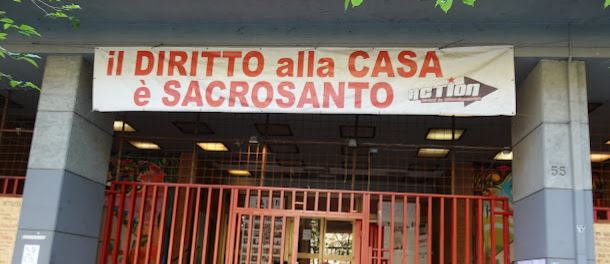 il DIRITTO alla CASA
è SACROSANTO
ACTION
55